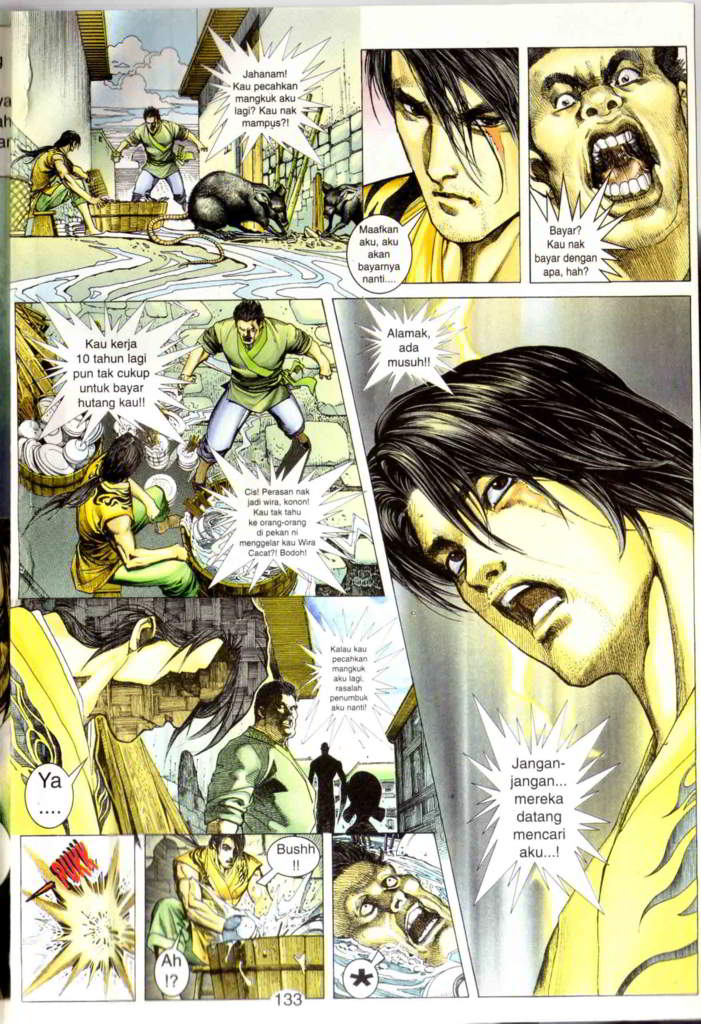 Jahanam!
Kau pecahkan
mangkuk aku
lagi? Kau nak
mampus?!
Maafkan
aku, aku
akan
bayarnya
nanti....
Bayar?
Kau nak
bayar dengan
apa, hah?
Kau kerja
10 tahun lagi
pun tak cukup
untuk bayar
hutang kau!!
Cis! Perasan nak
jadi wira, konon!
Kau tak tahu
ke orang-orang
di pekan ni
menggelar kau Wira
Cacat?! Bodoh!
Kalau kau
pecahkan
mangkuk
aku lagi,
rasalah
penumbuk
aku nanti!
Ya
....
PUK!
Ah
!?
Bushh
!!
*
Alamak,
ada
musuh!!
Jangan-
jangan...
mereka
datang
mencari
aku...!
133